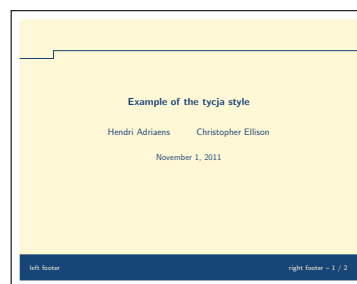 Example of the tycja style
Hendri Adriaens Christopher Ellison
November 1, 2011
left footer right footer – 1 / 2